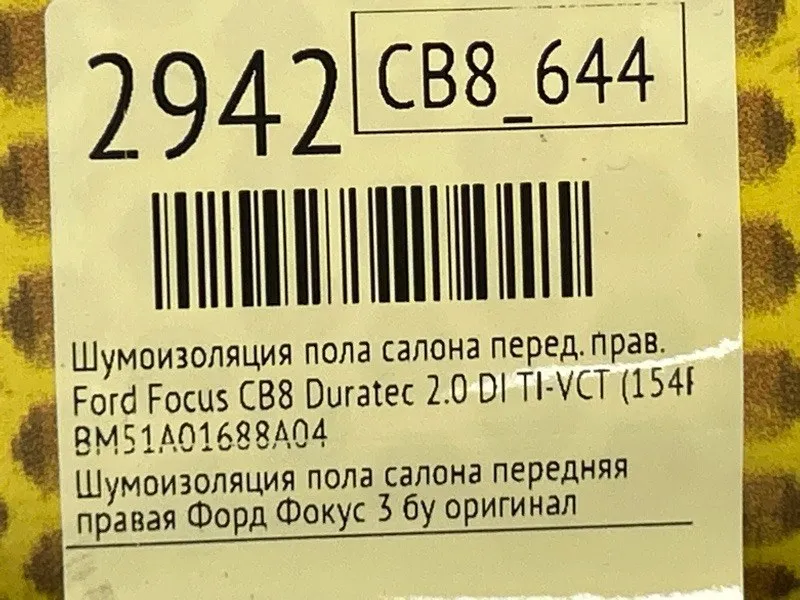 2942
CB8_644
Шумоизоляция пола салона перед. прав.
Ford Focus CB8 Duratec 2.0 DI TI-VCT (154
BM51A01688A04
Шумоизоляция пола салона передняя
правая Форд Фокус 3 бу оригинал